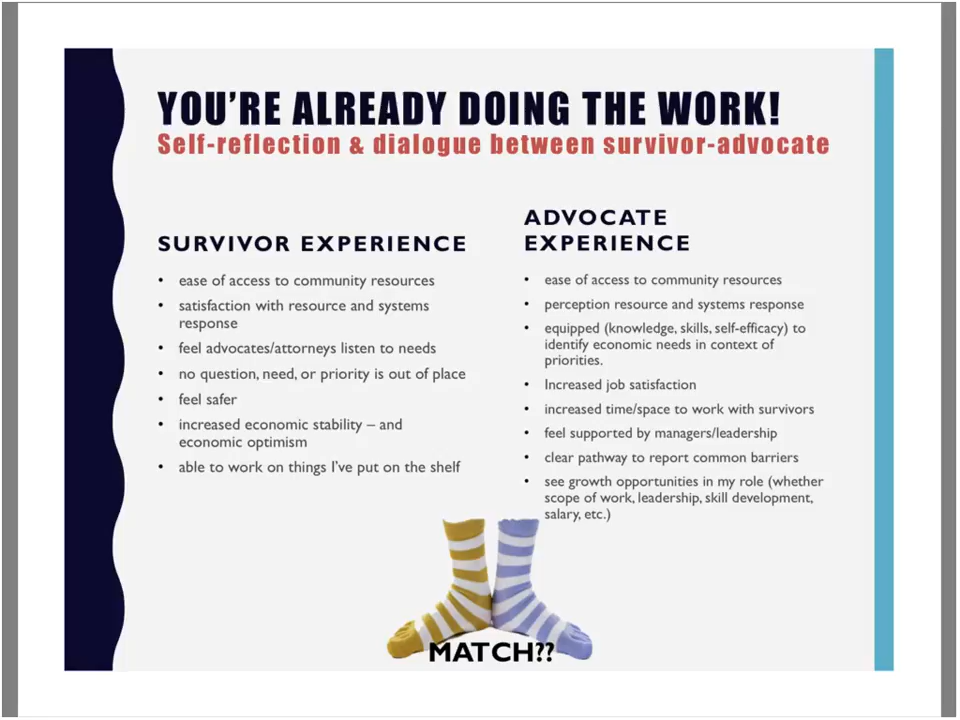 YOU'RE ALREADY DOING THE WORK!
Self-reflection & dialogue between survivor-advocate
SURVIVOR EXPERIENCE
• ease of access to community resources
• satisfaction with resource and systems
response
• feel advocates/attorneys listen to needs
• no question, need, or priority is out of place
• feel safer
• increased economic stability – and
economic optimism
• able to work on things I've put on the shelf
ADVOCATE
EXPERIENCE
• ease of access to community resources
• perception resource and systems response
• equipped (knowledge, skills, self-efficacy) to
identify economic needs in context of
priorities.
• Increased job satisfaction
• increased time/space to work with survivors
• feel supported by managers/leadership
• clear pathway to report common barriers
• see growth opportunities in my role (whether
scope of work, leadership, skill development,
salary, etc.)
MATCH??